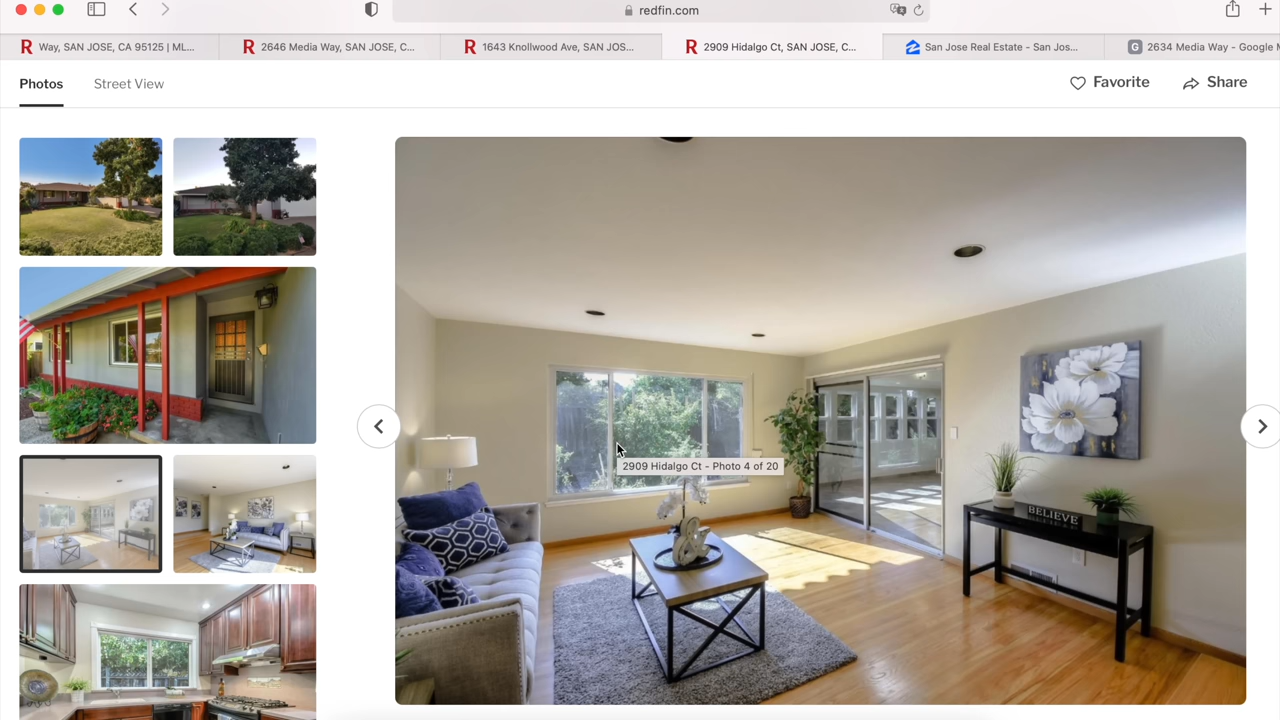 redfin.com
R Way, SAN JOSE, CA 95125 | ML...
R 2646 Media Way, SAN JOSE, C...
R 1643 Knollwood Ave, SAN JOS...
R 2909 Hidalgo Ct, SAN JOSE, C...
San Jose Real Estate - San Jos...
G 2634 Media Way - Google M
Photos
Street View
Favorite
Share
2909 Hidalgo Ct - Photo 4 of 20
BELIEVE